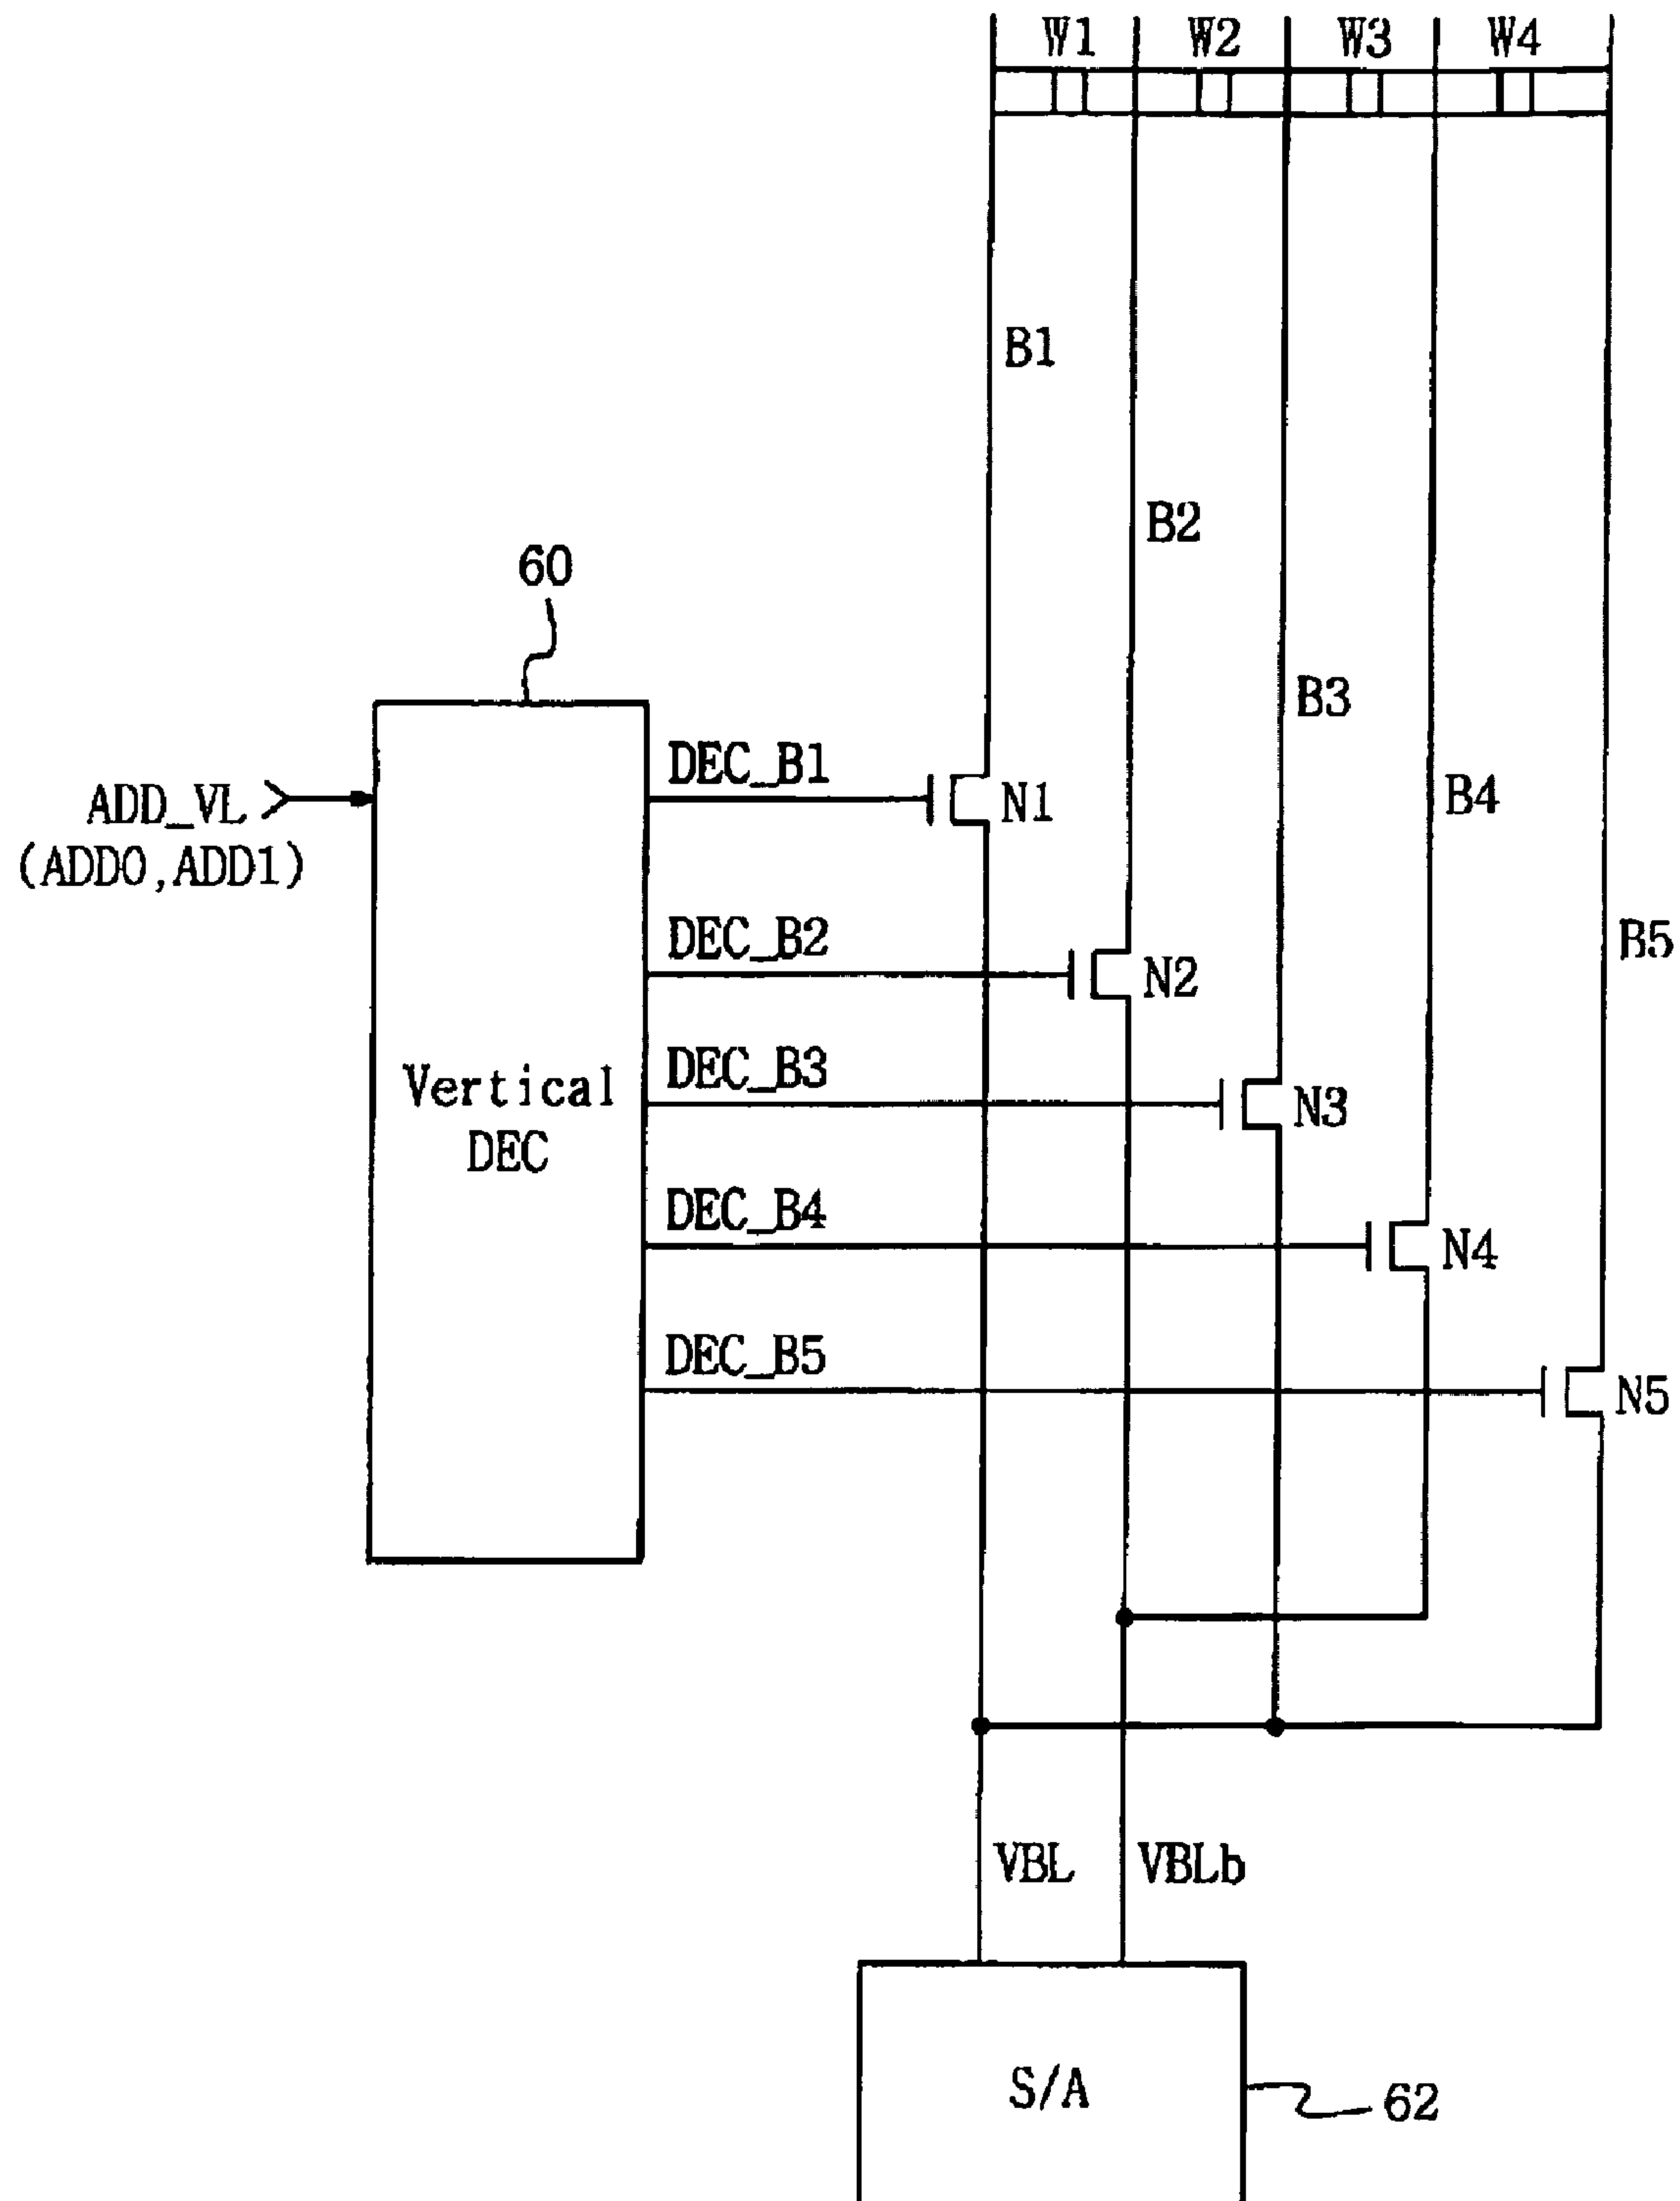 W1 W2 W3 W4
B1
B2
60
B3
DEC_B1
B4
ADD_VL
N1
(ADD0,ADD1)
DEC_B2
B5
N2
DEC_B3
Vertical
DEC
N3
DEC_B4
N4
DEC_B5
N5
VBL
VBLb
S/A
62